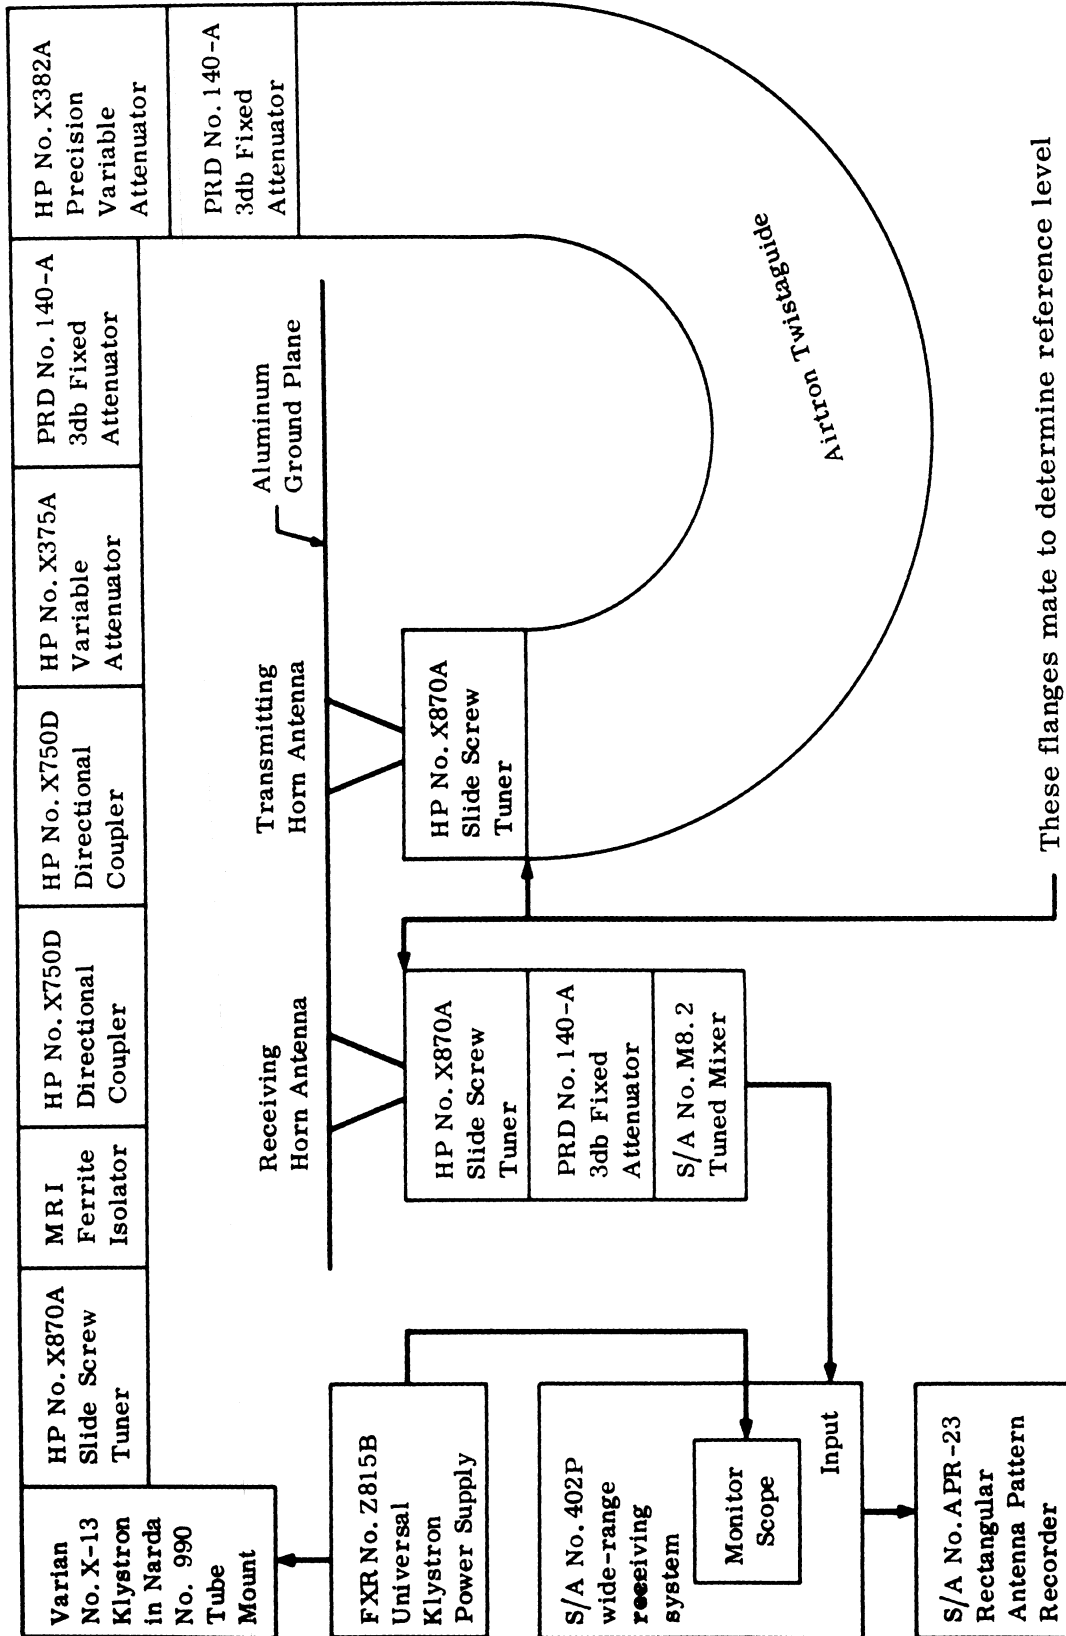 Varian
No. X-13
Klystron
in Narda
No. 990
Tube
Mount
HP No. X870A
Slide Screw
Tuner
MRI
Ferrite
Isolator
HP No. X750D
Directional
Coupler
HP No. X750D
Directional
Coupler
HP No. X375A
Variable
Attenuator
PRD No. 140-A
3db Fixed
Attenuator
HP No. X382A
Precision
Variable
Attenuator
PRD No. 140-A
3db Fixed
Attenuator
Receiving
Horn Antenna
Transmitting
Horn Antenna
Aluminum
Ground Plane
FXR No. Z815B
Universal
Klystron
Power Supply
HP No. X870A
Slide Screw
Tuner
PRD No. 140-A
3db Fixed
Attenuator
S/A No. M8.2
Tuned Mixer
HP No. X870A
Slide Screw
Tuner
Airtron Twistaguide
S/A No. 402P
wide-range
receiving
system
Monitor
Scope
Input
S/A No. APR-23
Rectangular
Antenna Pattern
Recorder
These flanges mate to determine reference level